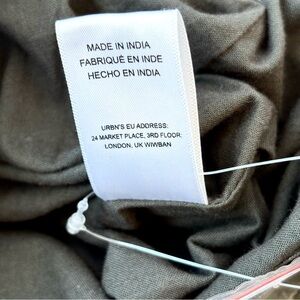 MADE IN INDIA
FABRIQUÉ EN INDE
HECHO EN INDIA
URBN'S EU ADDRESS:
24 MARKET PLACE, 3RD FLOOR
LONDON, UK WIWBAN